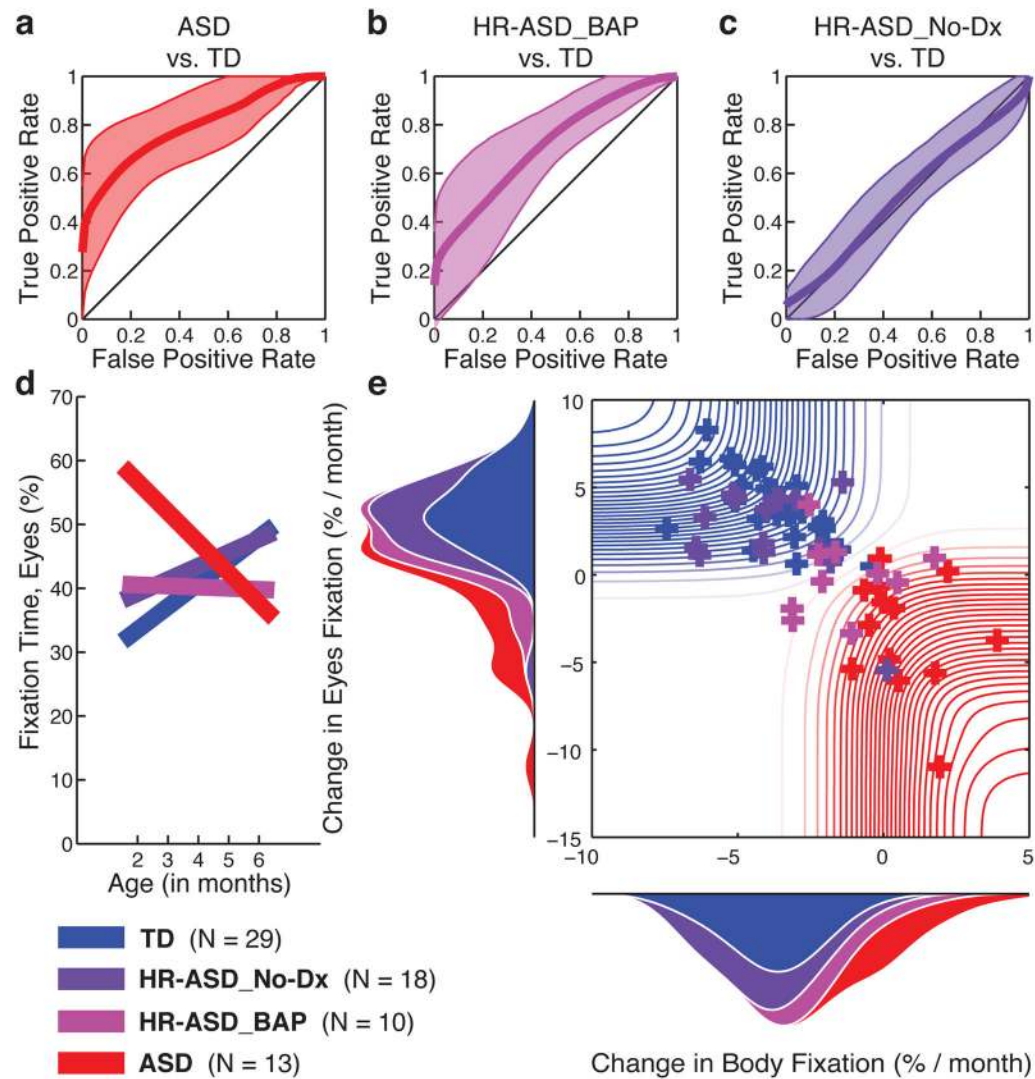 a
ASD
vs. TD
True Positive Rate
1
0.8
0.6
0.4
0.2
0
0
0.2
0.4
0.6
0.8
1
False Positive Rate
b
HR-ASD_BAP
vs. TD
True Positive Rate
1
0.8
0.6
0.4
0.2
0
0
0.2
0.4
0.6
0.8
1
False Positive Rate
c
HR-ASD_No-Dx
vs. TD
True Positive Rate
1
0.8
0.6
0.4
0.2
0
0
0.2
0.4
0.6
0.8
1
False Positive Rate
d
Fixation Time, Eyes (%)
70
60
50
40
30
20
10
0
2 3 4 5 6
Age (in months)
e
Change in Eyes Fixation (% / month)
10
5
0
−5
−10
−15
−10
−5
0
5
Change in Body Fixation (% / month)
TD (N = 29)
HR-ASD_No-Dx (N = 18)
HR-ASD_BAP (N = 10)
ASD (N = 13)